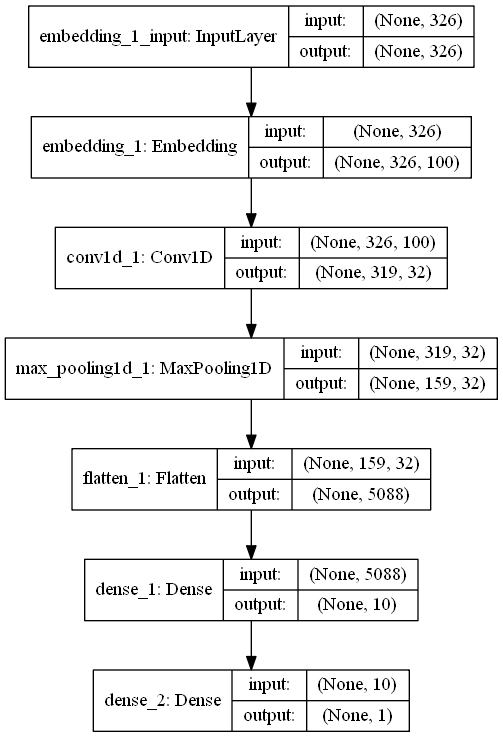 embedding_1_input: InputLayer
input: (None, 326)
output: (None, 326)
embedding_1: Embedding
input: (None, 326)
output: (None, 326, 100)
conv1d_1: Conv1D
input: (None, 326, 100)
output: (None, 319, 32)
max_pooling1d_1: MaxPooling1D
input: (None, 319, 32)
output: (None, 159, 32)
flatten_1: Flatten
input: (None, 159, 32)
output: (None, 5088)
dense_1: Dense
input: (None, 5088)
output: (None, 10)
dense_2: Dense
input: (None, 10)
output: (None, 1)